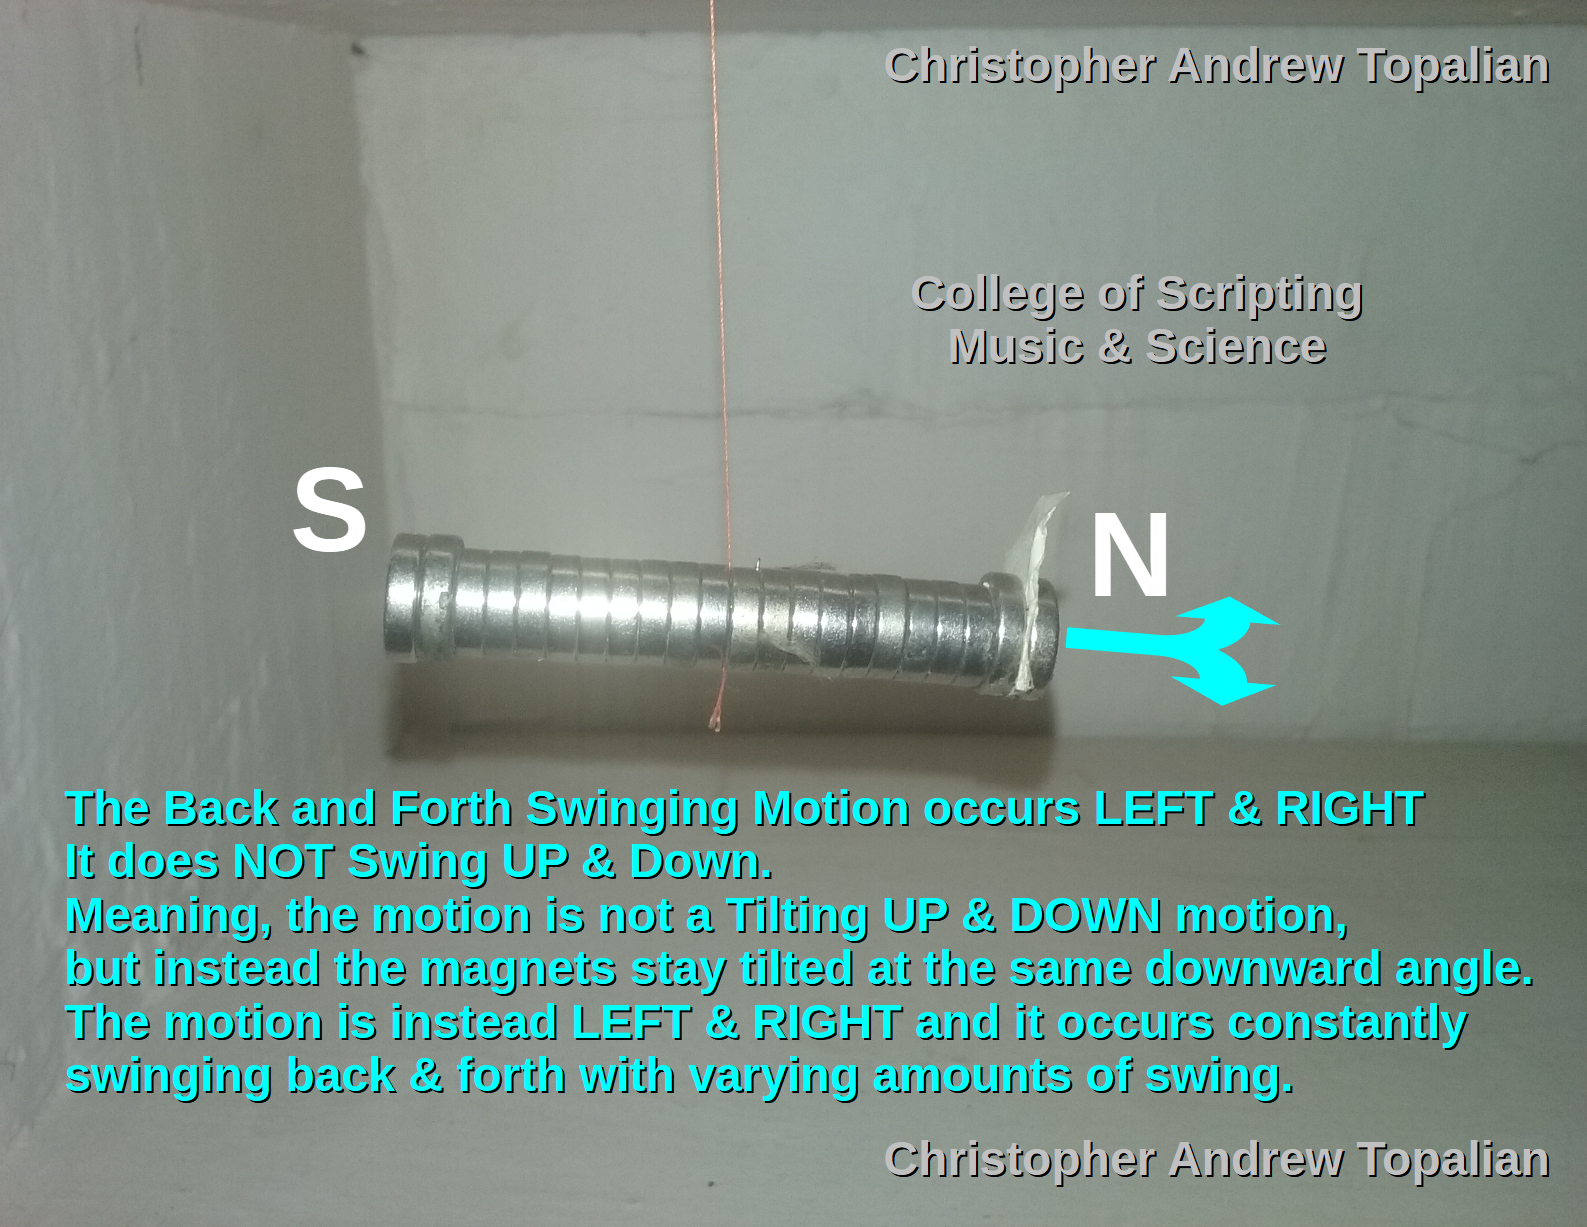 Christopher Andrew Topalian
College of Scripting
Music & Science
S
N
The Back and Forth Swinging Motion occurs LEFT & RIGHT
It does NOT Swing UP & Down.
Meaning, the motion is not a Tilting UP & DOWN motion,
but instead the magnets stay tilted at the same downward angle.
The motion is instead LEFT & RIGHT and it occurs constantly
swinging back & forth with varying amounts of swing.
Christopher Andrew Topalian